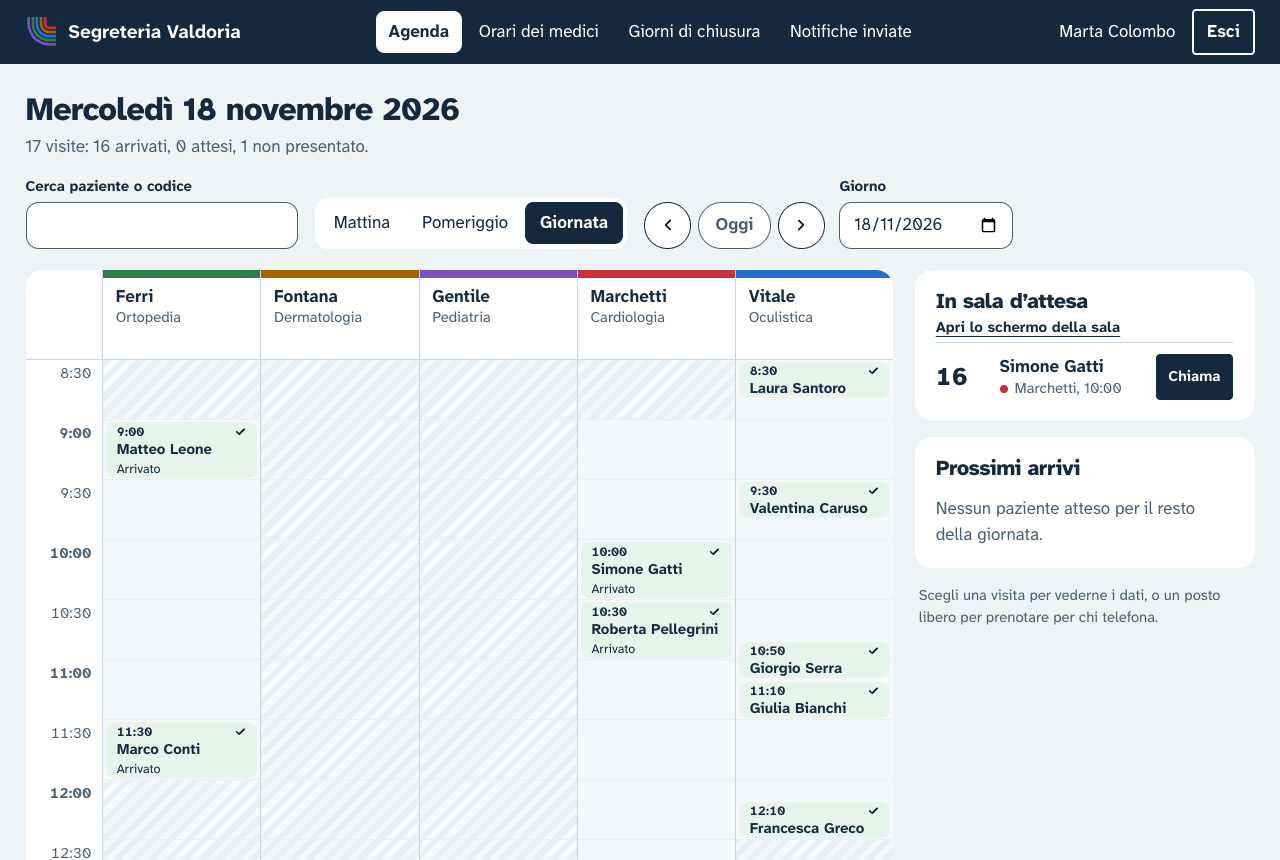 Segreteria Valdoria
Agenda
Orari dei medici
Giorni di chiusura
Notifiche inviate
Marta Colombo
Esci
Mercoledì 18 novembre 2026
17 visite: 16 arrivati, 0 attesi, 1 non presentato.
Cerca paziente o codice
Mattina
Pomeriggio
Giornata
Oggi
Giorno
18/11/2026
Ferri
Ortopedia
Fontana
Dermatologia
Gentile
Pediatria
Marchetti
Cardiologia
Vitale
Oculistica
8:30
8:30
Laura Santoro
9:00
9:00
Matteo Leone
Arrivato
9:30
9:30
Valentina Caruso
10:00
10:00
Simone Gatti
Arrivato
10:30
10:30
Roberta Pellegrini
Arrivato
10:50
Giorgio Serra
11:00
11:10
Giulia Bianchi
11:30
11:30
Marco Conti
Arrivato
12:00
12:10
Francesca Greco
12:30
In sala d’attesa
Apri lo schermo della sala
16
Simone Gatti
Marchetti, 10:00
Chiama
Prossimi arrivi
Nessun paziente atteso per il resto
della giornata.
Scegli una visita per vederne i dati, o un posto
libero per prenotare per chi telefona.